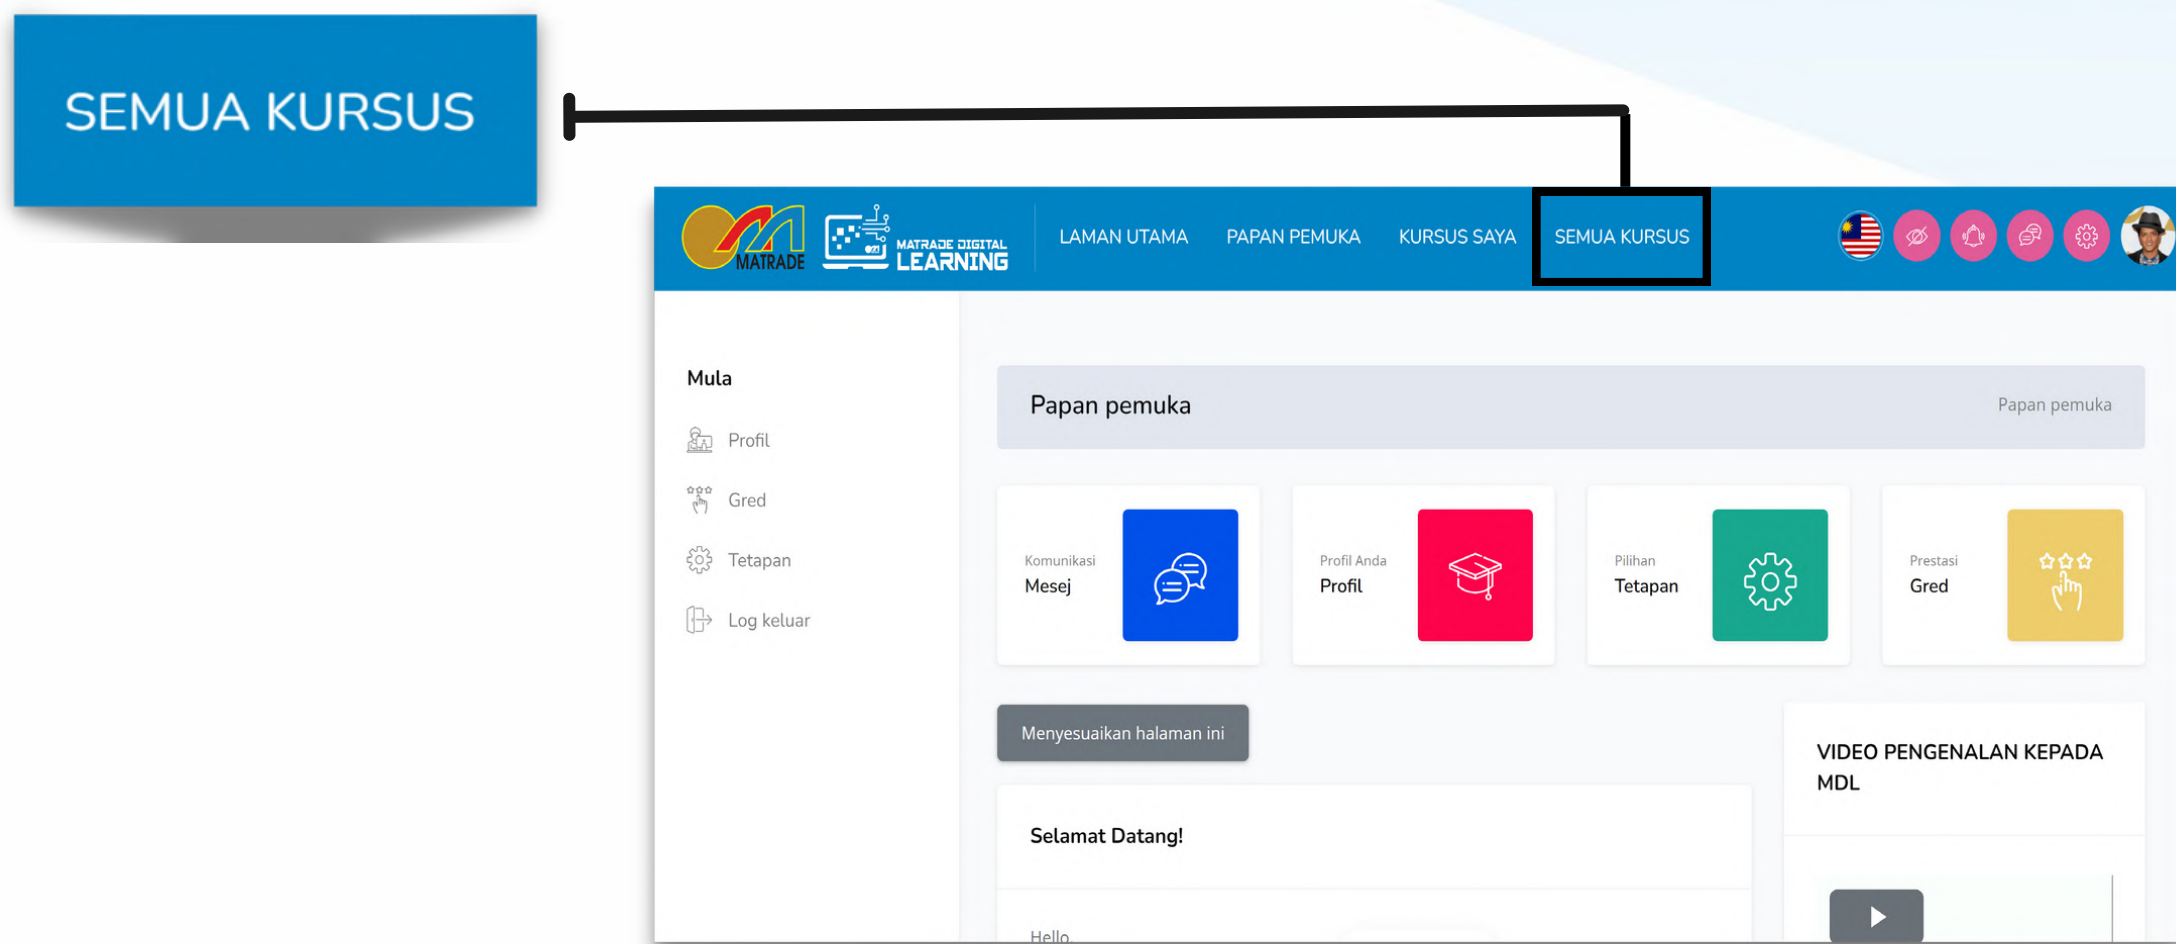 SEMUA KURSUS
MATRADE
MATRADE DIGITAL
LEARNING
LAMAN UTAMA
PAPAN PEMUKA
KURSUS SAYA
SEMUA KURSUS
Mula
Profil
Gred
Tetapan
Log keluar
Papan pemuka
Papan pemuka
Komunikasi
Mesej
Profil Anda
Profil
Pilihan
Tetapan
Prestasi
Gred
Menyesuaikan halaman ini
VIDEO PENGENALAN KEPADA
MDL
Selamat Datang!
Hello,